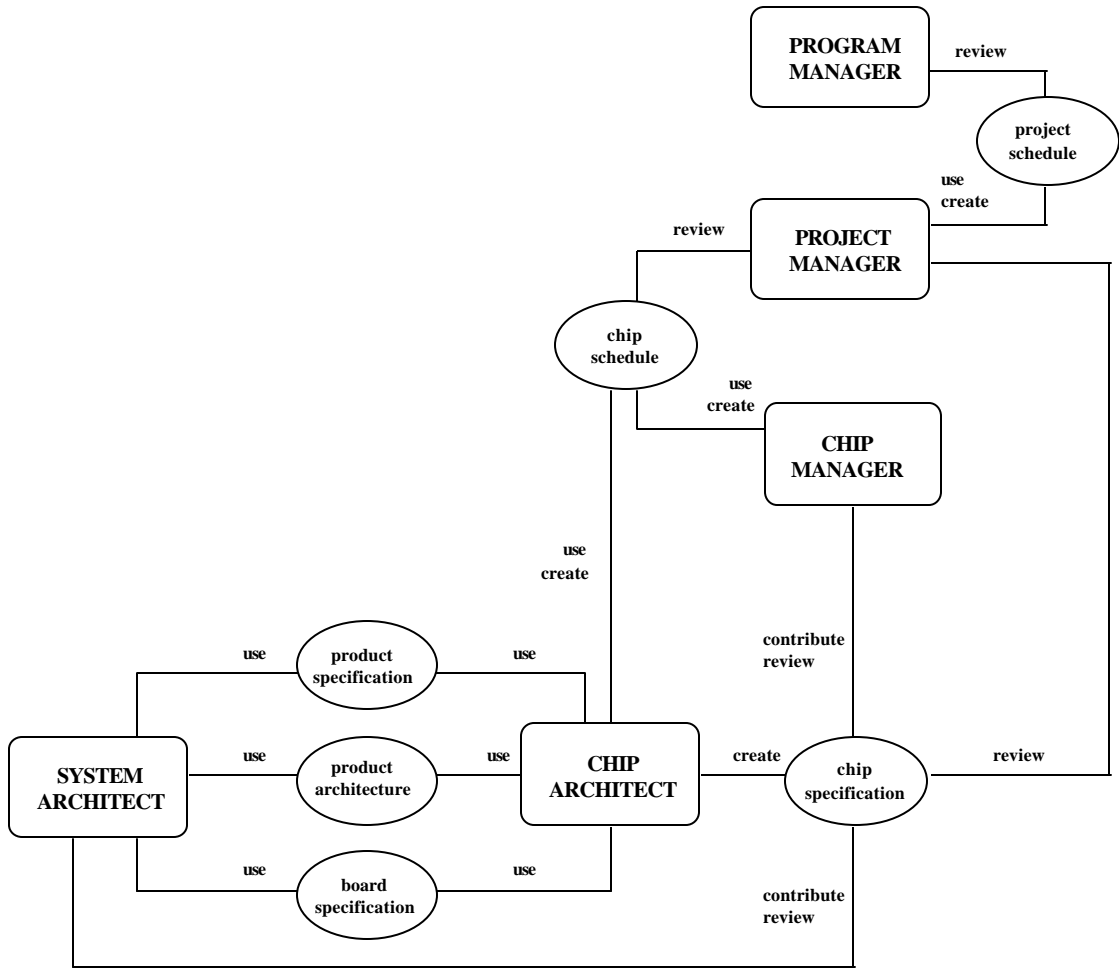 PROGRAM
MANAGER
review
project
schedule
use
create
review
PROJECT
MANAGER
chip
schedule
use
create
CHIP
MANAGER
use
create
contribute
review
use
product
specification
use
SYSTEM
ARCHITECT
use
product
architecture
use
CHIP
ARCHITECT
create
chip
specification
review
use
board
specification
use
contribute
review